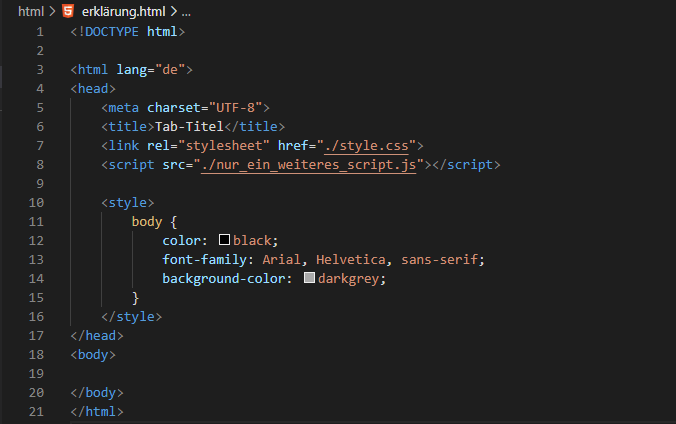 html > erklärung.html > ...
1 <!DOCTYPE html>
2
3 <html lang="de">
4 <head>
5     <meta charset="UTF-8">
6     <title>Tab-Titel</title>
7     <link rel="stylesheet" href="./style.css">
8     <script src="./nur_ein_weiteres_script.js"></script>
9
10     <style>
11         body {
12             color: black;
13             font-family: Arial, Helvetica, sans-serif;
14             background-color: darkgrey;
15         }
16     </style>
17 </head>
18 <body>
19
20 </body>
21 </html>